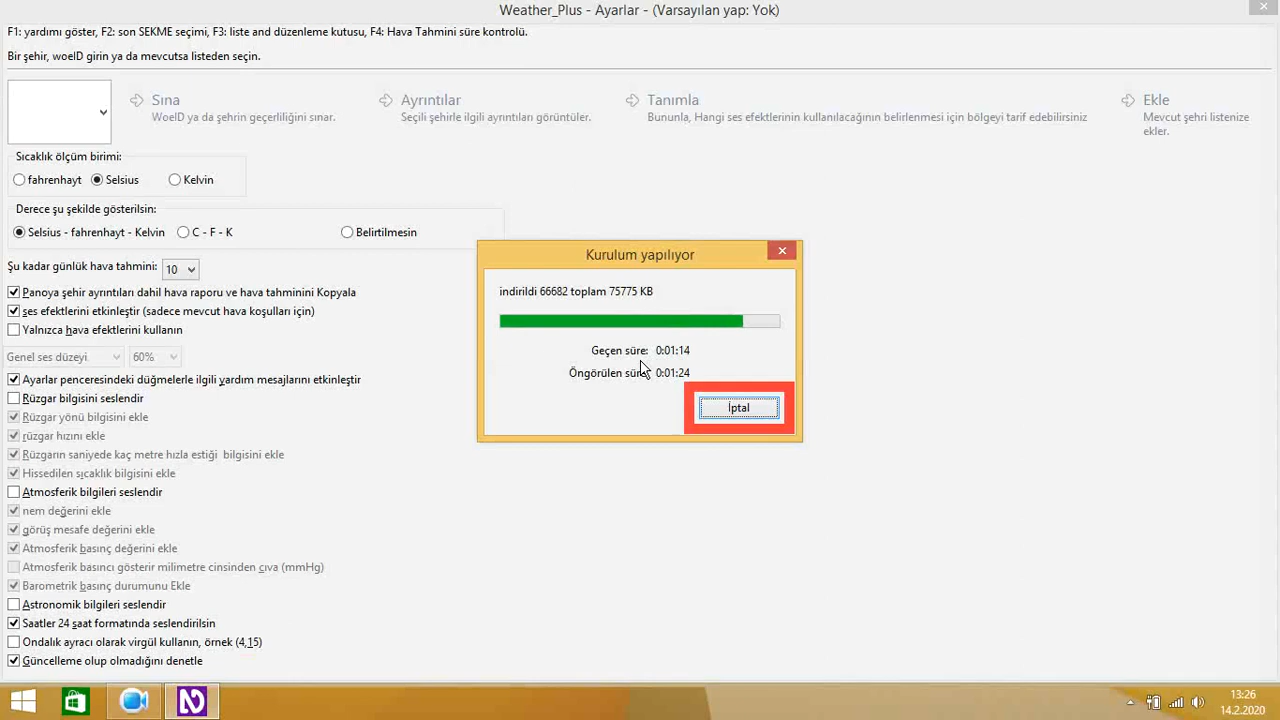 Weather_Plus - Ayarlar - (Varsayılan yap: Yok)
F1: yardımı göster, F2: son SEKME seçimi, F3: liste and düzenleme kutusu, F4: Hava Tahmini süre kontrolü.
Bir şehir, woeID girin ya da mevcutsa listeden seçin.
Sına
WoeID ya da şehrin geçerliliğini sınar.
Ayrıntılar
Seçili şehirle ilgili ayrıntıları görüntüler.
Tanımla
Bununla, Hangi ses efektlerinin kullanılacağının belirlenmesi için bölgeyi tarif edebilirsiniz
Ekle
Mevcut şehri listenize
ekler.
Sıcaklık ölçüm birimi:
fahrenhayt Selsius Kelvin
Derece şu şekilde gösterilsin:
Selsius - fahrenhayt - Kelvin C - F - K Belirtilmesin
Şu kadar günlük hava tahmini: 10
Panoya şehir ayrıntıları dahil hava raporu ve hava tahminini Kopyala
ses efektlerini etkinleştir (sadece mevcut hava koşulları için)
Yalnızca hava efektlerini kullanın
Genel ses düzeyi 60%
Ayarlar penceresindeki düğmelerle ilgili yardım mesajlarını etkinleştir
Rüzgar bilgisini seslendir
Rüzgar yönü bilgisini ekle
rüzgar hızını ekle
Rüzgarın saniyede kaç metre hızla estiği bilgisini ekle
Hissedilen sıcaklık bilgisini ekle
Atmosferik bilgileri seslendir
nem değerini ekle
görüş mesafe değerini ekle
Atmosferik basınç değerini ekle
Atmosferik basıncı gösterir milimetre cinsinden cıva (mmHg)
Barometrik basınç durumunu Ekle
Astronomik bilgileri seslendir
Saatler 24 saat formatında seslendirilsin
Ondalık ayracı olarak virgül kullanın, örnek (4,15)
Güncelleme olup olmadığını denetle
Kurulum yapılıyor
indirildi 66682 toplam 75775 KB
Geçen süre: 0:01:14
Öngörülen süre: 0:01:24
İptal
13:26
14.2.2020